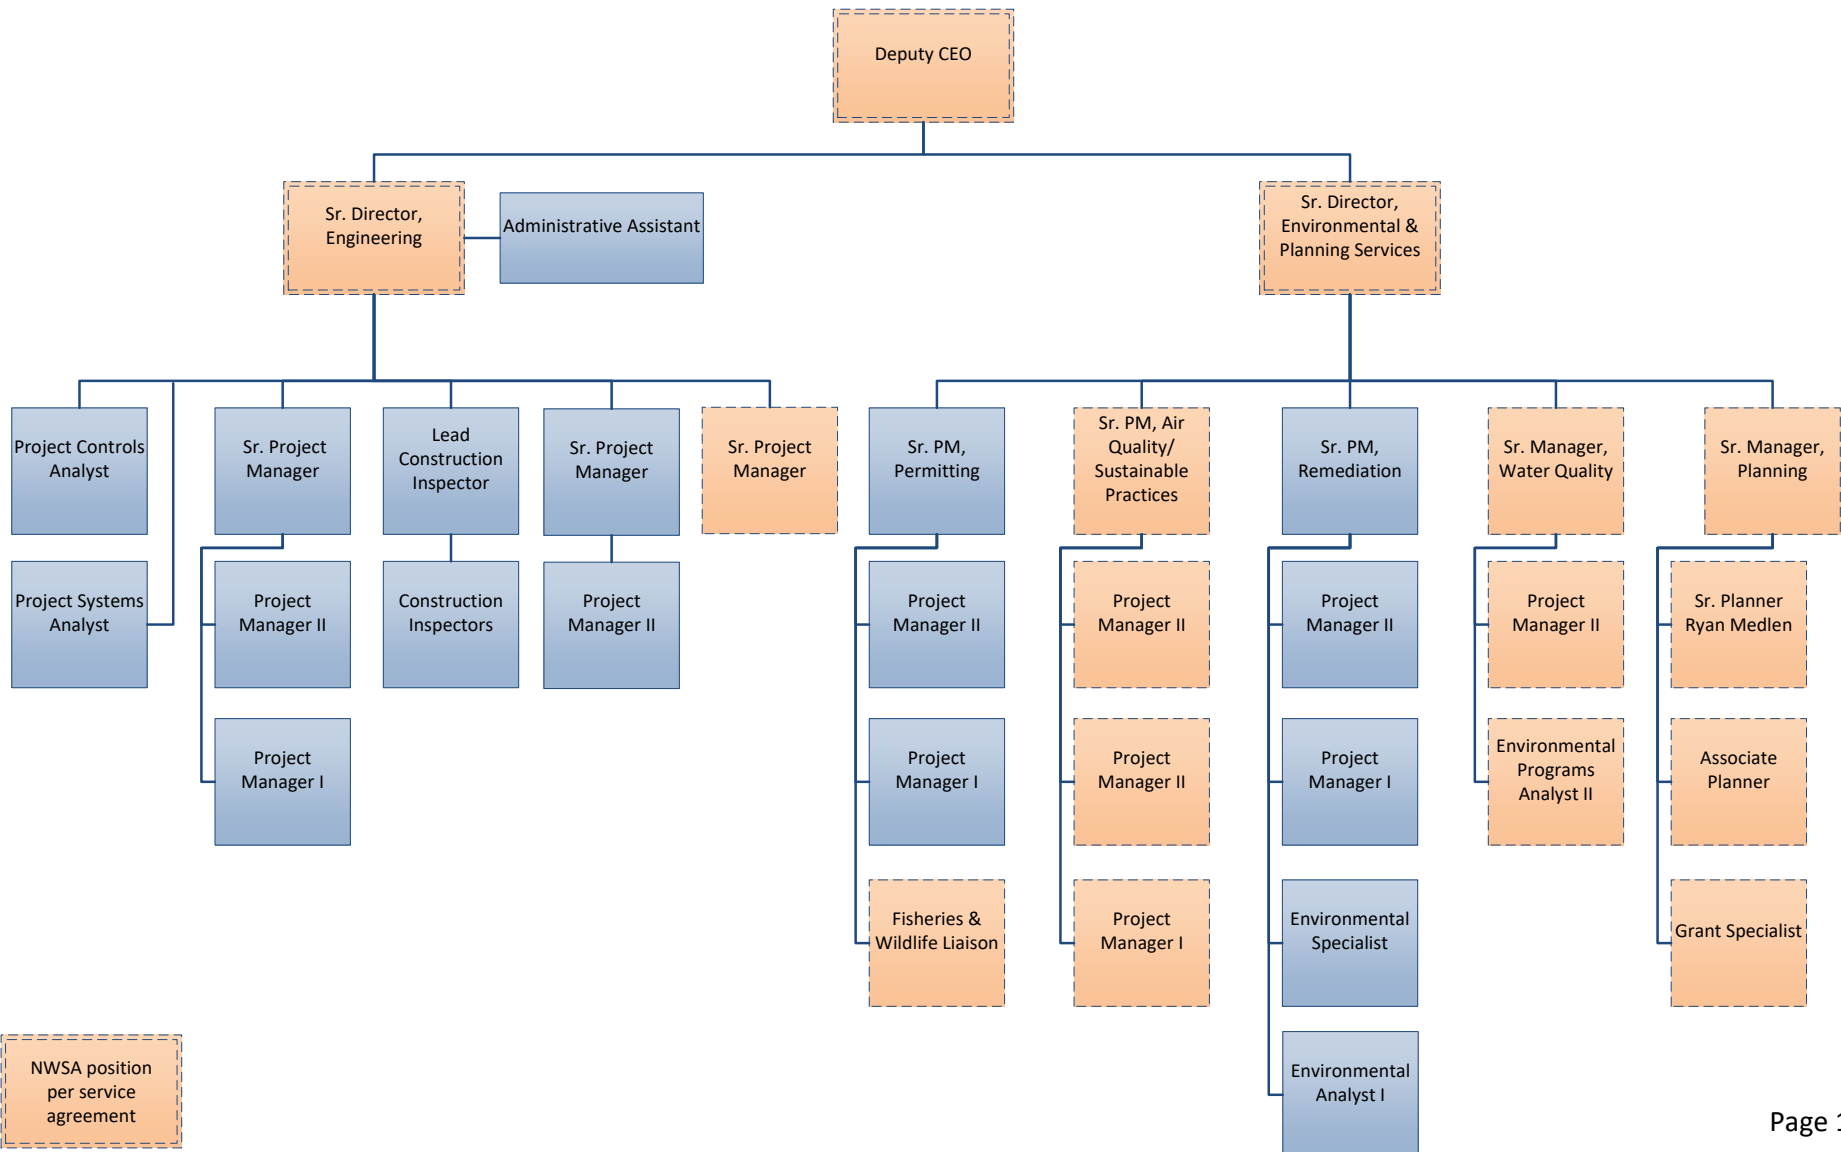 Deputy CEO
Sr. Director,
Engineering
Administrative Assistant
Sr. Director,
Environmental &
Planning Services
Project Controls
Analyst
Sr. Project
Manager
Lead
Construction
Inspector
Sr. Project
Manager
Sr. Project
Manager
Sr. PM,
Permitting
Sr. PM, Air
Quality/
Sustainable
Practices
Sr. PM,
Remediation
Sr. Manager,
Water Quality
Sr. Manager,
Planning
Project Systems
Analyst
Project
Manager II
Construction
Inspectors
Project
Manager II
Project
Manager II
Project
Manager II
Project
Manager II
Project
Manager II
Sr. Planner
Ryan Medlen
Project
Manager I
Project
Manager I
Project
Manager II
Project
Manager I
Environmental
Programs
Analyst II
Associate
Planner
Fisheries &
Wildlife Liaison
Project
Manager I
Environmental
Specialist
Grant Specialist
Environmental
Analyst I
NWSA position
per service
agreement
Page 1